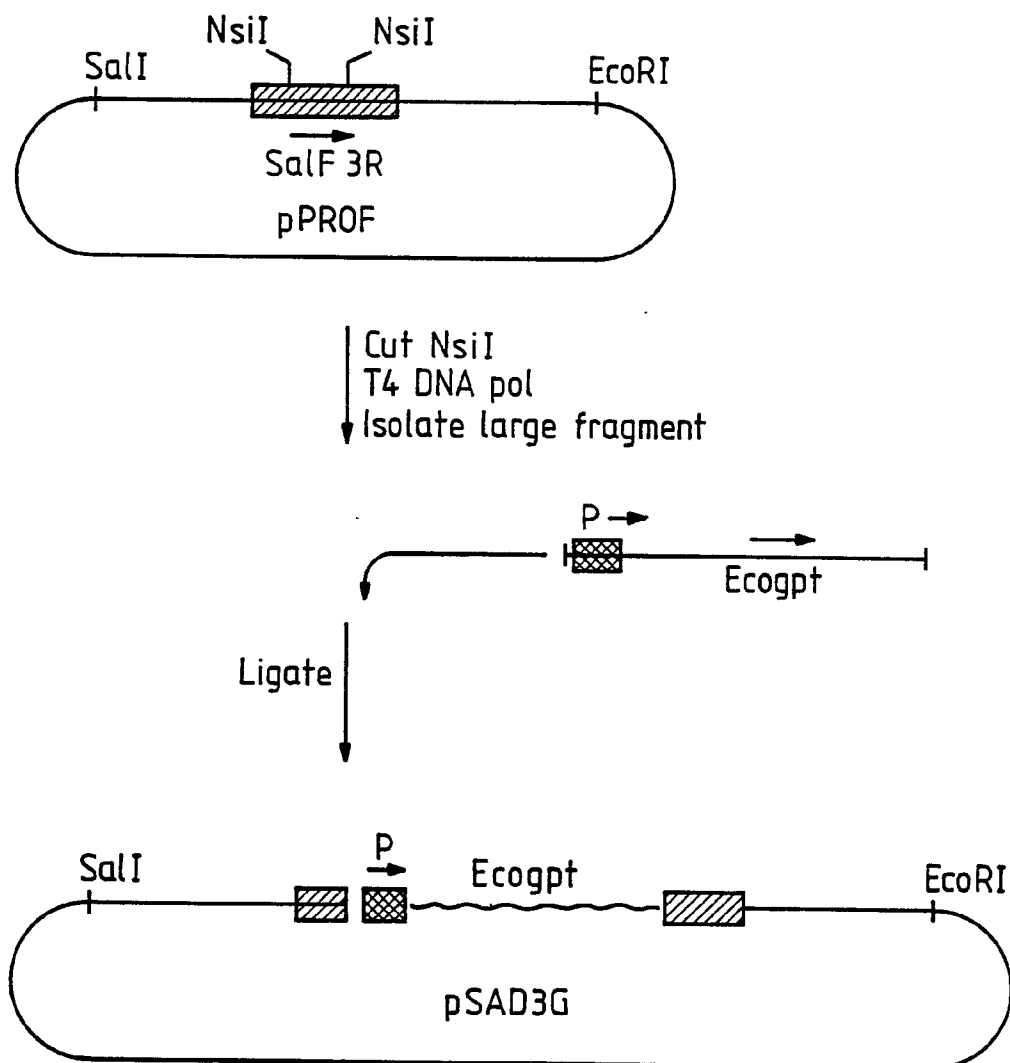 NsiI NsiI
SalI EcoRI
SalF 3R
pPROF
Cut NsiI
T4 DNA pol
Isolate large fragment
P
Ecogpt
Ligate
P
SalI Ecogpt EcoRI
pSAD3G